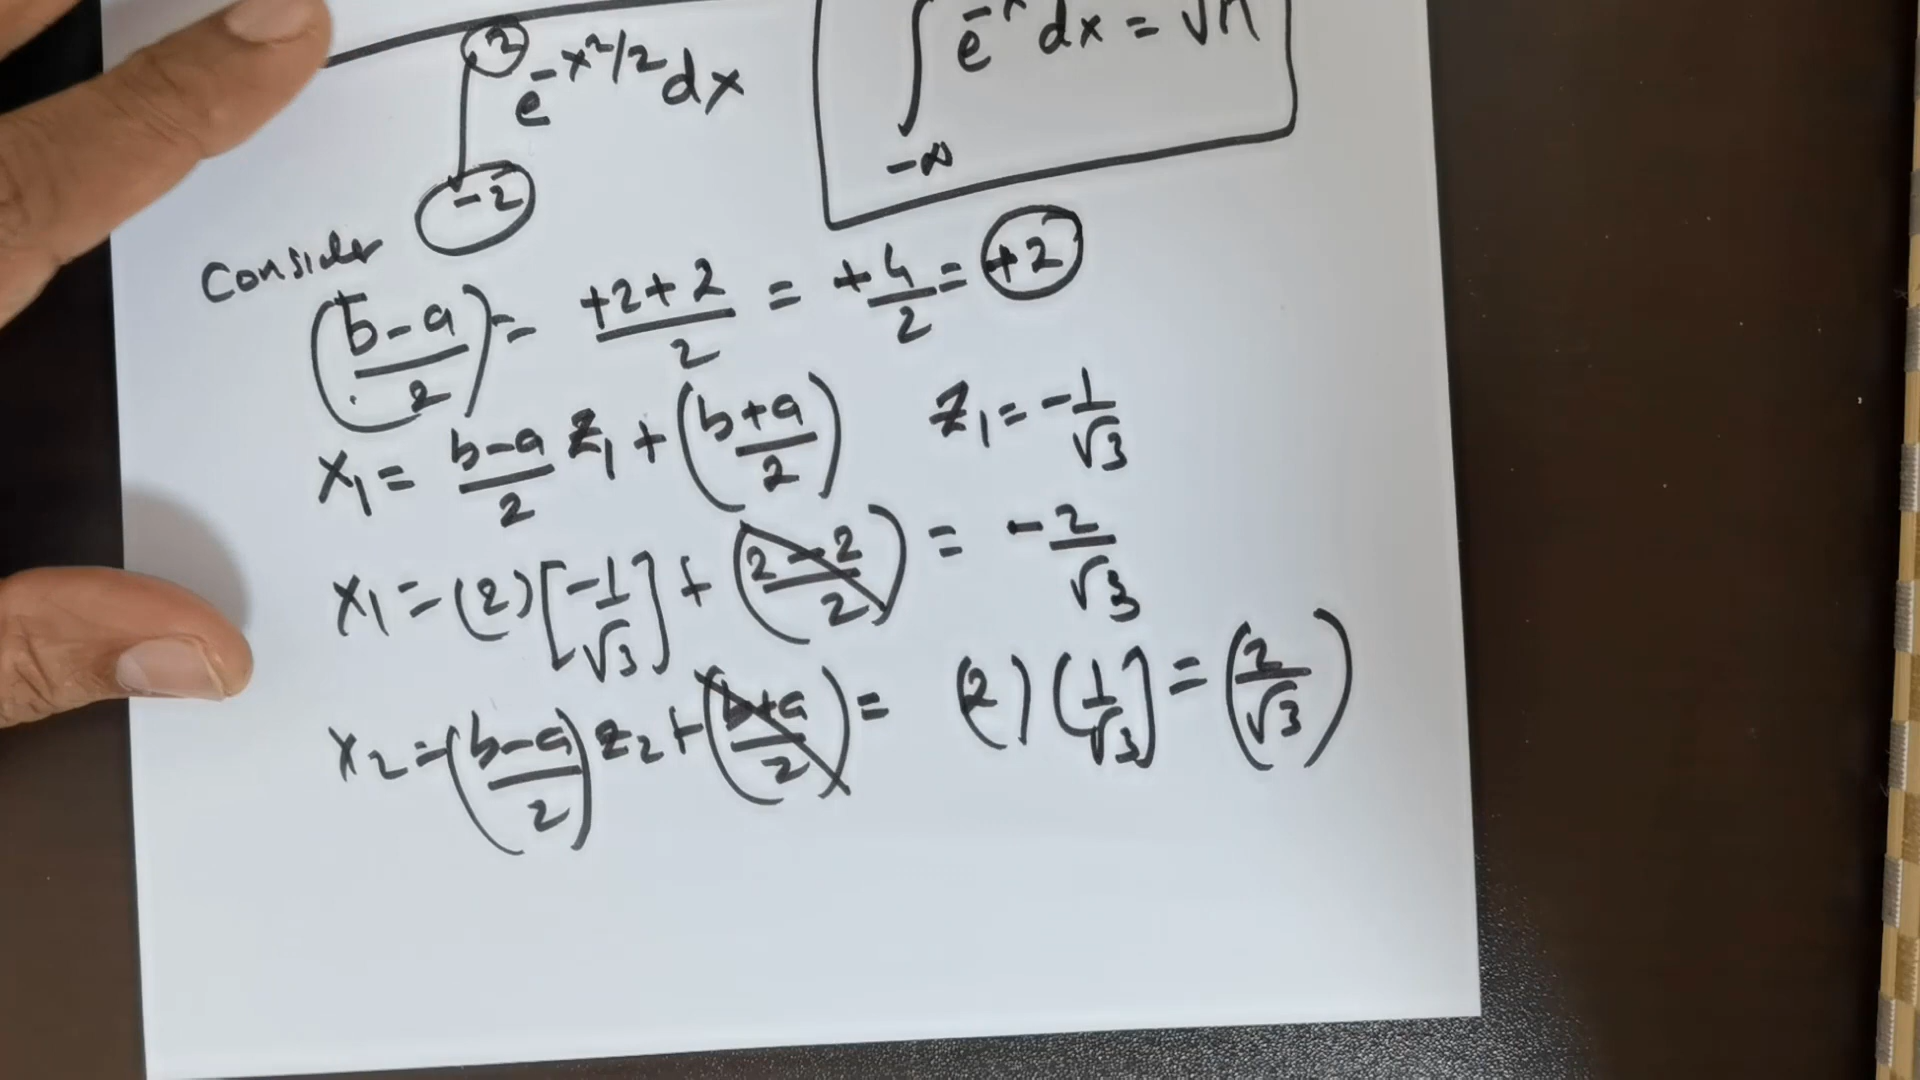 ∫_{-2}^{2} e^{-x²/2} dx
∫_{-∞} e^{-x} dx = √π
Consider
(b-a/2) = +2+2/2 = +4/2 = +2
x₁ = b-a/2 z₁ + (b+a/2) z₁ = -1/√3
x₁ = (2)[-1/√3] + (2-2/2) = -2/√3
x₂ = (b-a/2) z₂ + (b+a/2) = (2)(1/√3] = (2/√3)